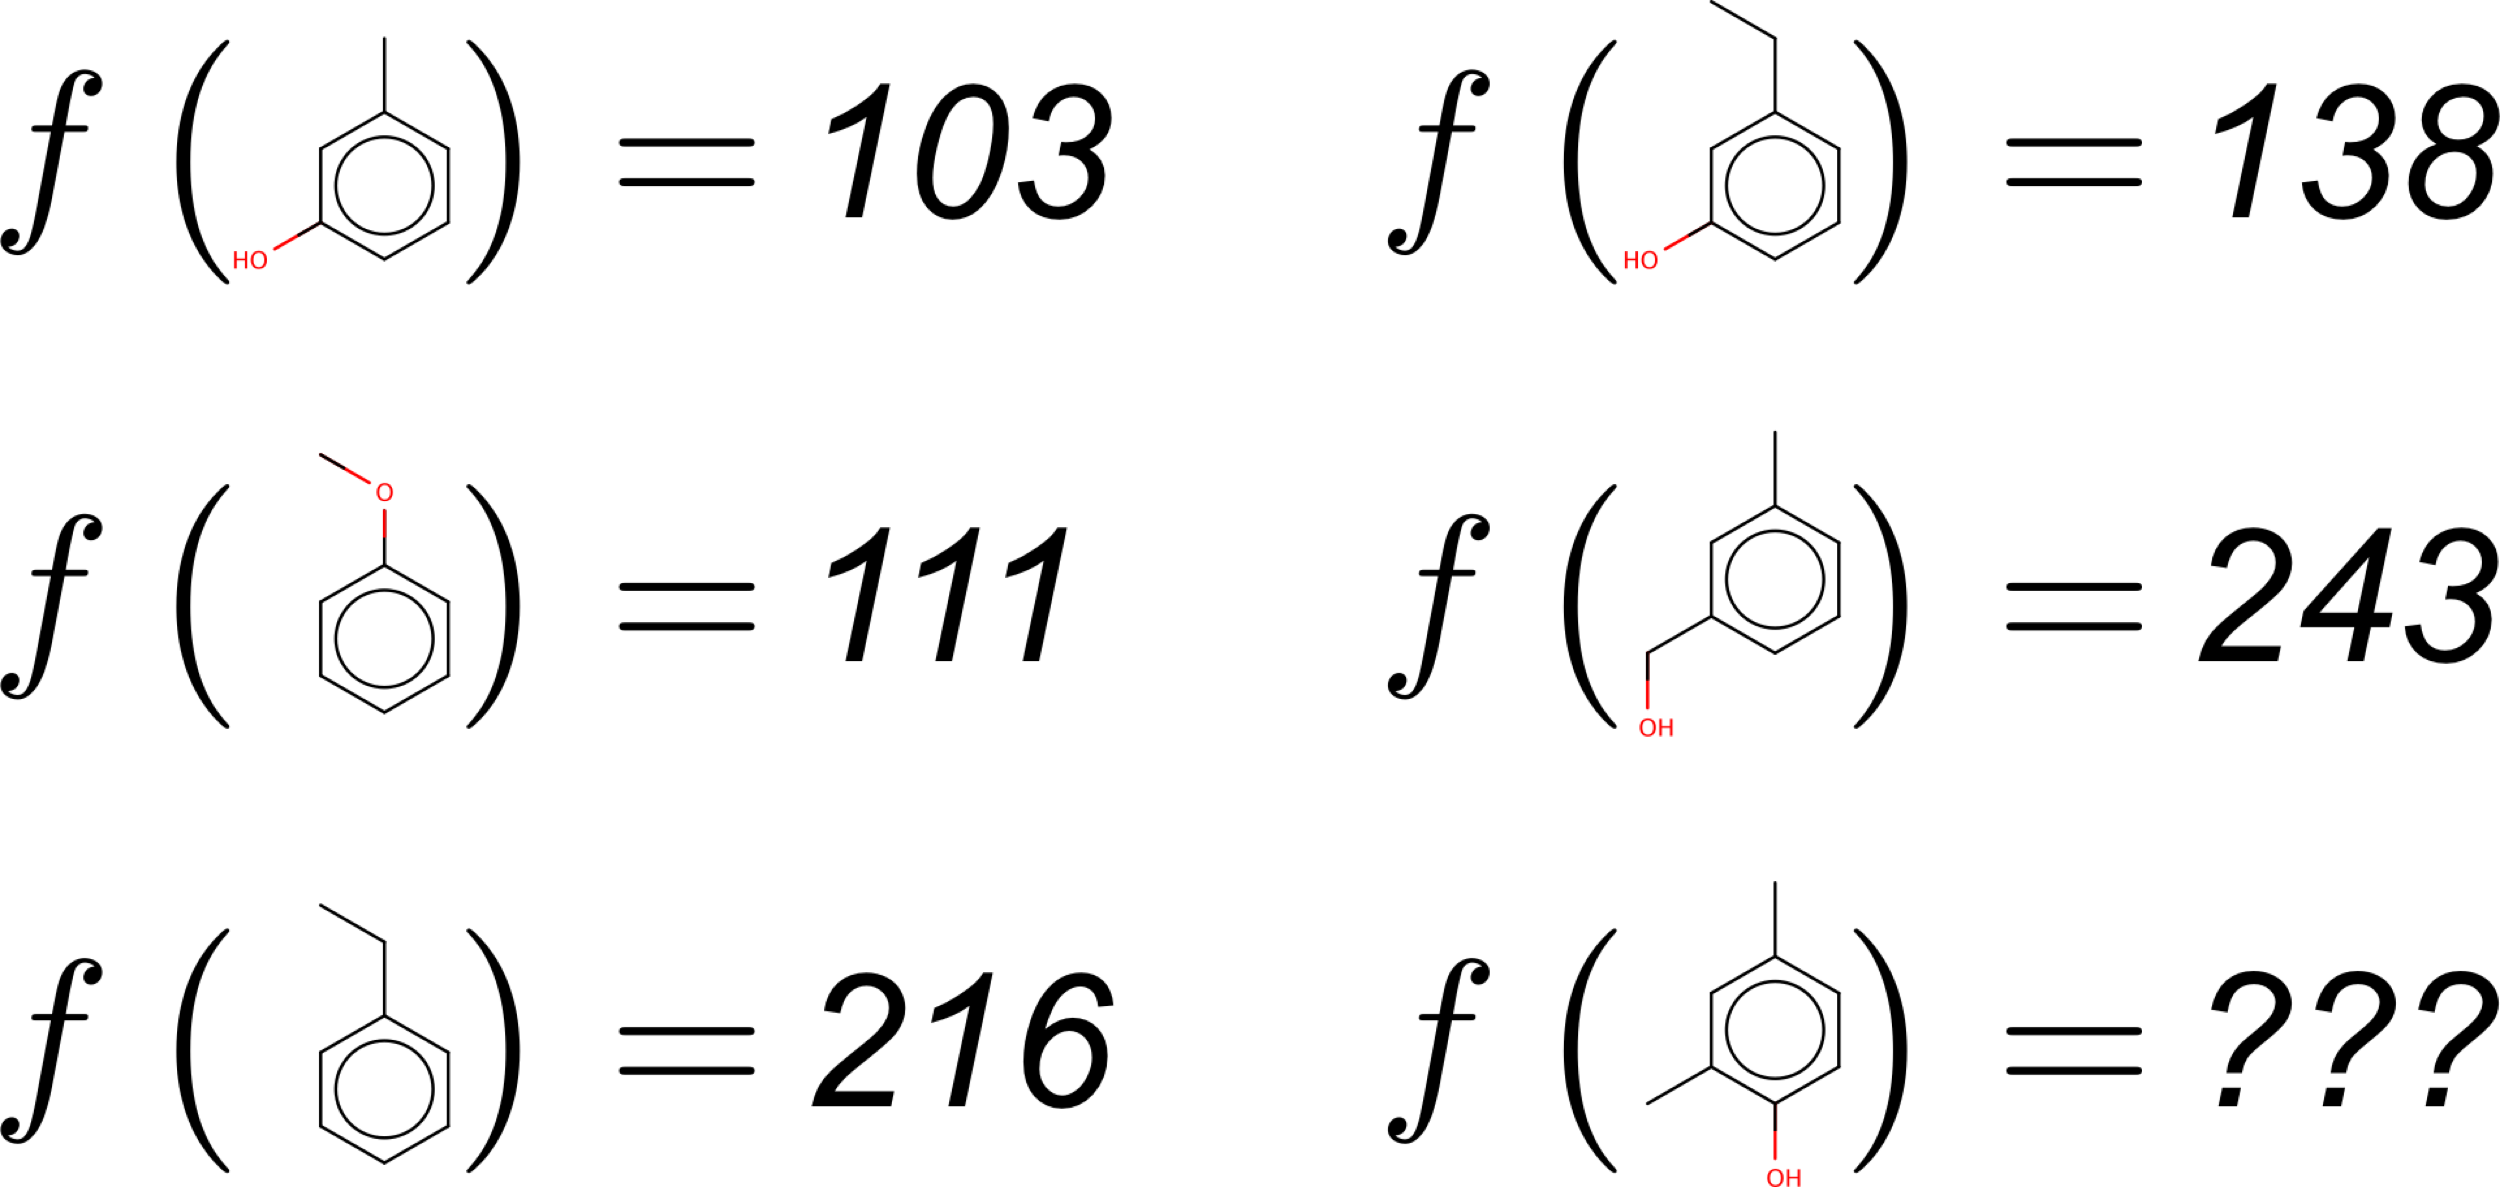 f ( HO ) = 103
f ( HO ) = 138
f ( O ) = 111
f ( OH ) = 243
f ( ) = 216
f ( OH ) = ???